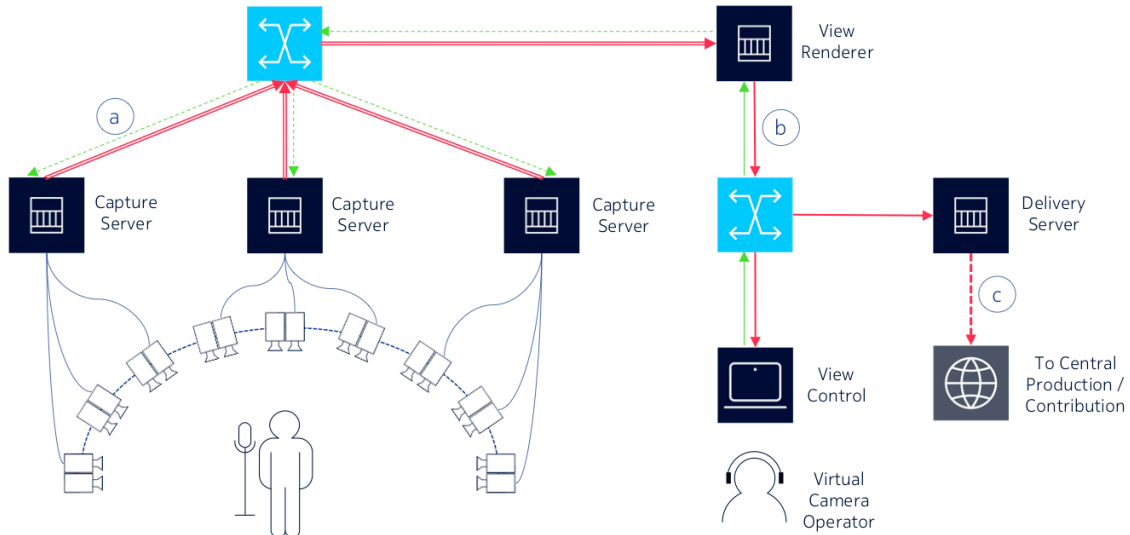 View
Renderer
a
b
Capture
Server
Capture
Server
Capture
Server
Delivery
Server
c
View
Control
To Central
Production /
Contribution
Virtual
Camera
Operator